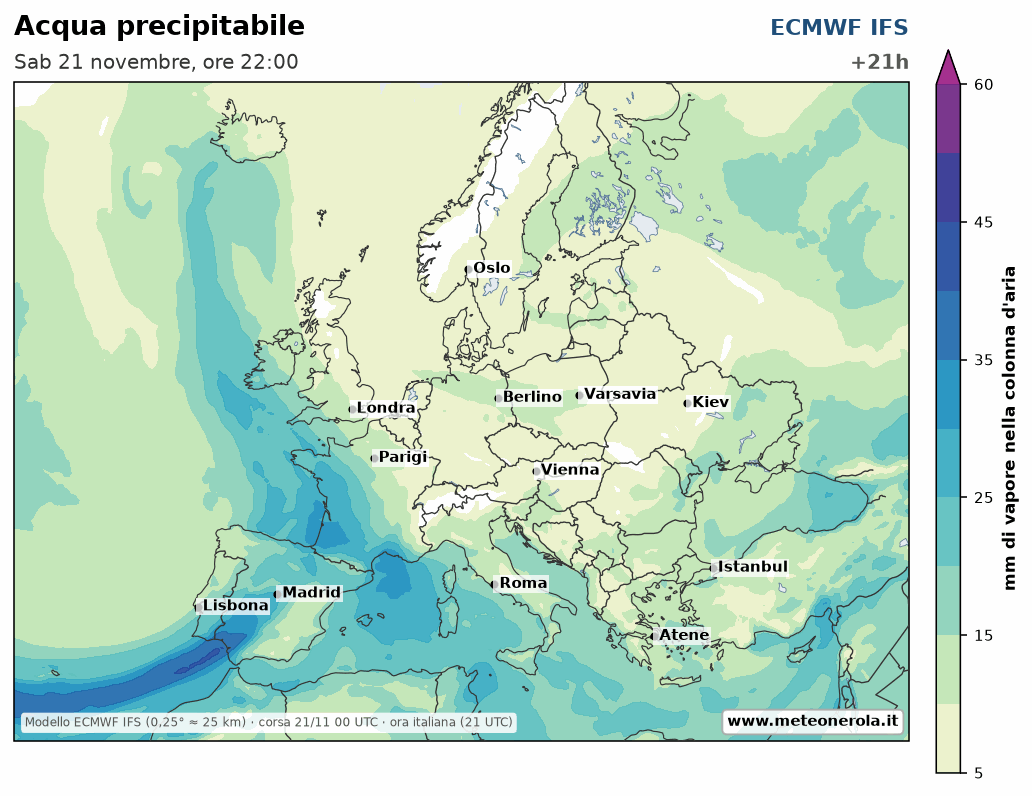 Acqua precipitabile
ECMWF IFS
Sab 21 novembre, ore 22:00
+21h
60
45
35
25
15
5
mm di vapore nella colonna d'aria
Oslo
Londra
Berlino
Varsavia
Kiev
Parigi
Vienna
Istanbul
Roma
Madrid
Lisbona
Atene
Modello ECMWF IFS (0,25° ≈ 25 km) · corsa 21/11 00 UTC · ora italiana (21 UTC)
www.meteonerola.it